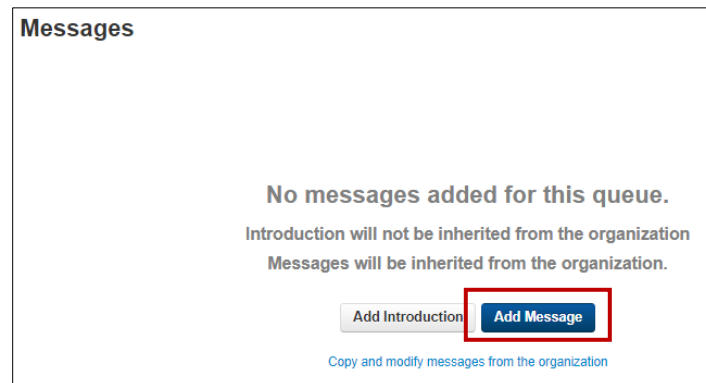 Messages
No messages added for this queue.
Introduction will not be inherited from the organization
Messages will be inherited from the organization.
Add Introduction Add Message
Copy and modify messages from the organization